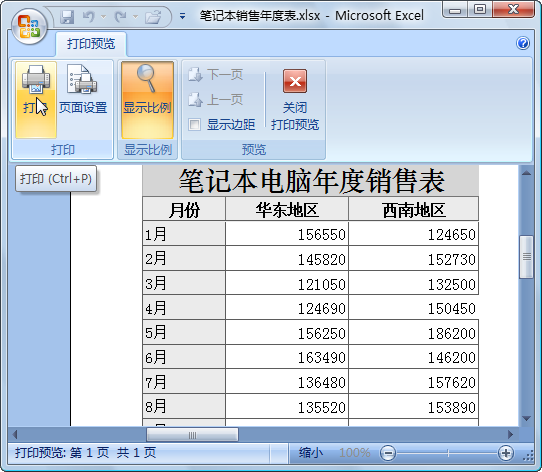 笔记本销售年度表.xlsx - Microsoft Excel
打印预览
打印
页面设置
显示比例
下一页
上一页
显示边距
关闭
打印预览
打印
显示比例
预览
打印 (Ctrl+P)
笔记本电脑年度销售表
月份 华东地区 西南地区
1月 156550 124650
2月 145820 152730
3月 121050 132500
4月 124690 150450
5月 156250 186200
6月 163490 146200
7月 136480 157620
8月 135520 153890
打印预览: 第 1 页 共 1 页
缩小 100%